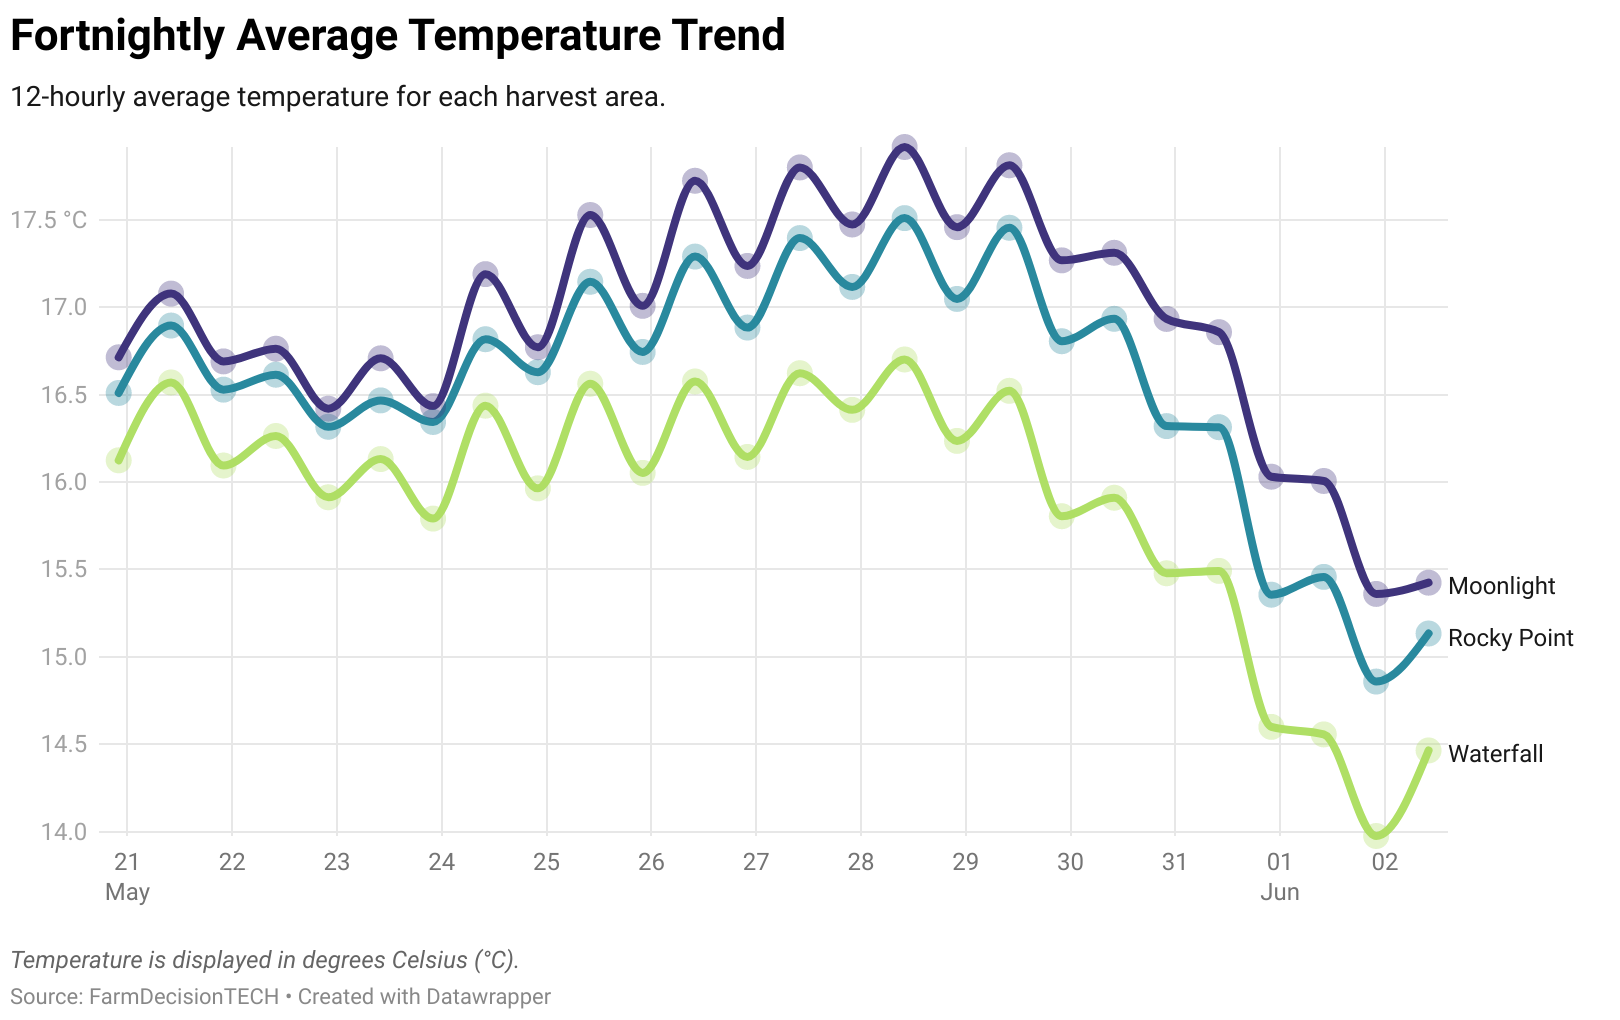 Fortnightly Average Temperature Trend
12-hourly average temperature for each harvest area.
17.5 °C
17.0
16.5
16.0
15.5
15.0
14.5
14.0
Moonlight
Rocky Point
Waterfall
21 22 23 24 25 26 27 28 29 30 31 01 02
May Jun
Temperature is displayed in degrees Celsius (°C).
Source: FarmDecisionTECH • Created with Datawrapper